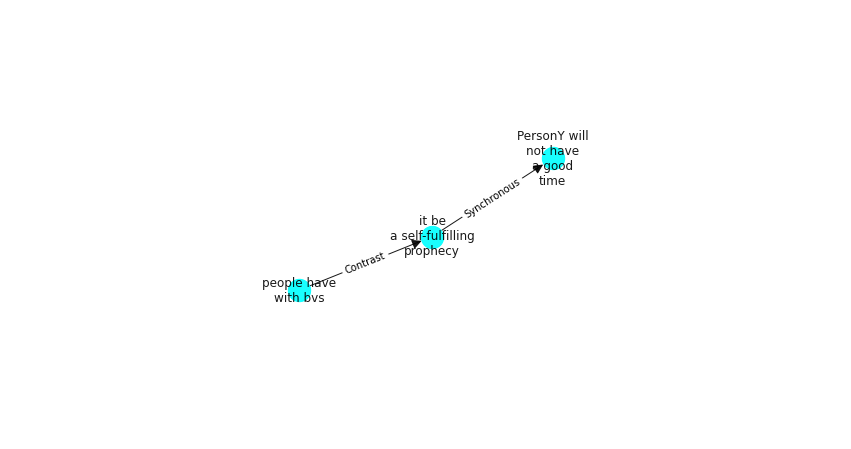 PersonY will
not have
a good
time
Synchronous
it be
a self-fulfilling
prophecy
Contrast
people have
with bvs